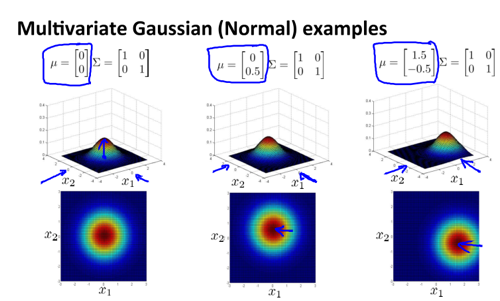 Multivariate Gaussian (Normal) examples
μ = [0 0] Σ = [1 0 0 1]
μ = [0 0.5] Σ = [1 0 0 1]
μ = [1.5 -0.5] Σ = [1 0 0 1]
x₂ x₁
x₂ x₁
x₂ x₁
x₂
x₂
x₂
x₁
x₁
x₁